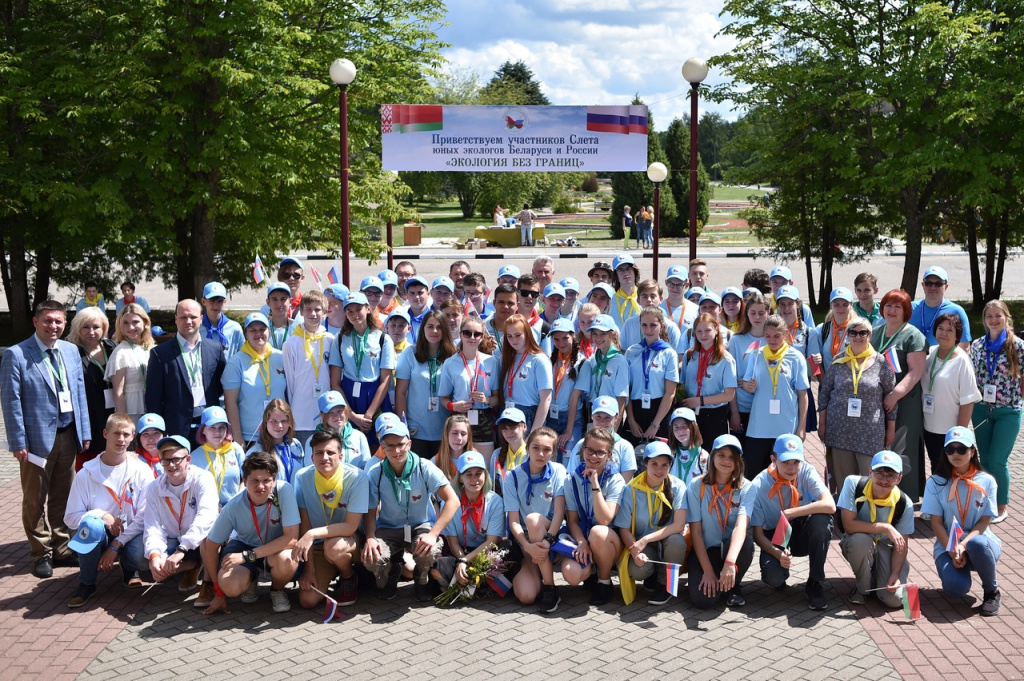 Приветствуем участников Слета
юных экологов Беларуси и России
«ЭКОЛОГИЯ БЕЗ ГРАНИЦ»